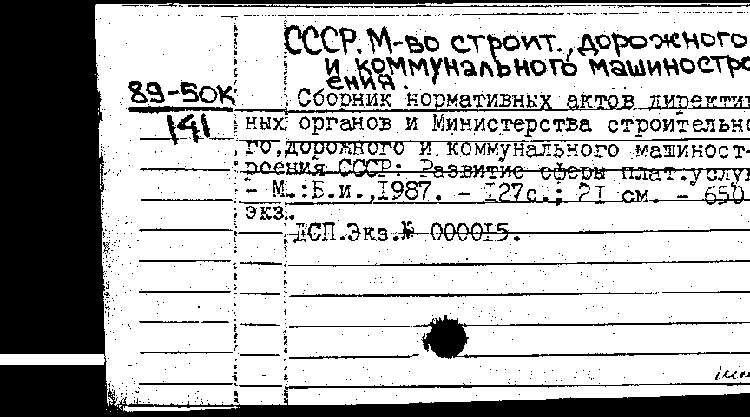 СССР. М-во строит., дорожного
и коммунального машиностро
ения.
89-50К
141
Сборник нормативных актов директив
ных органов и Министерства строительно
го, дорожного и коммунального машиност-
роения СССР: Развитие сферы плат.услуг
- М.:Б.и.,1987. - 127с.; 21 см. - 650
экз.
ДСП.Экз.№ 000015.